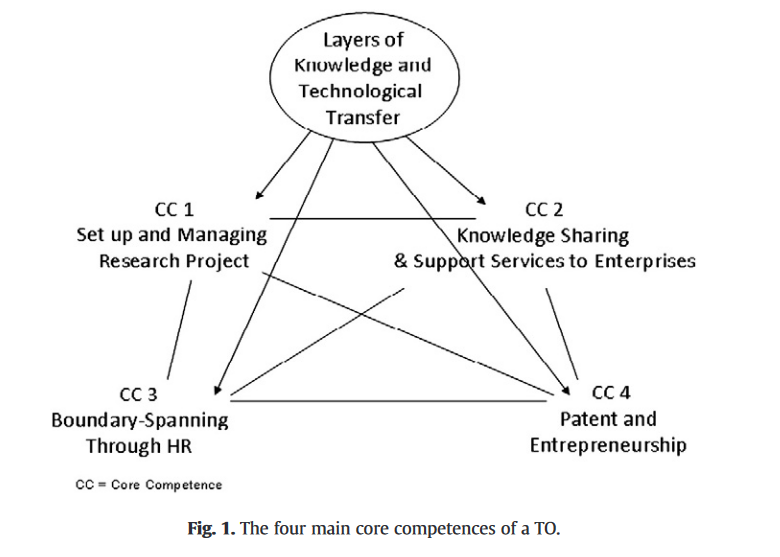 Layers of
Knowledge and
Technological
Transfer
CC 1
Set up and Managing
Research Project
CC 2
Knowledge Sharing
& Support Services to Enterprises
CC 3
Boundary-Spanning
Through HR
CC 4
Patent and
Entrepreneurship
CC = Core Competence
Fig. 1. The four main core competences of a TO.